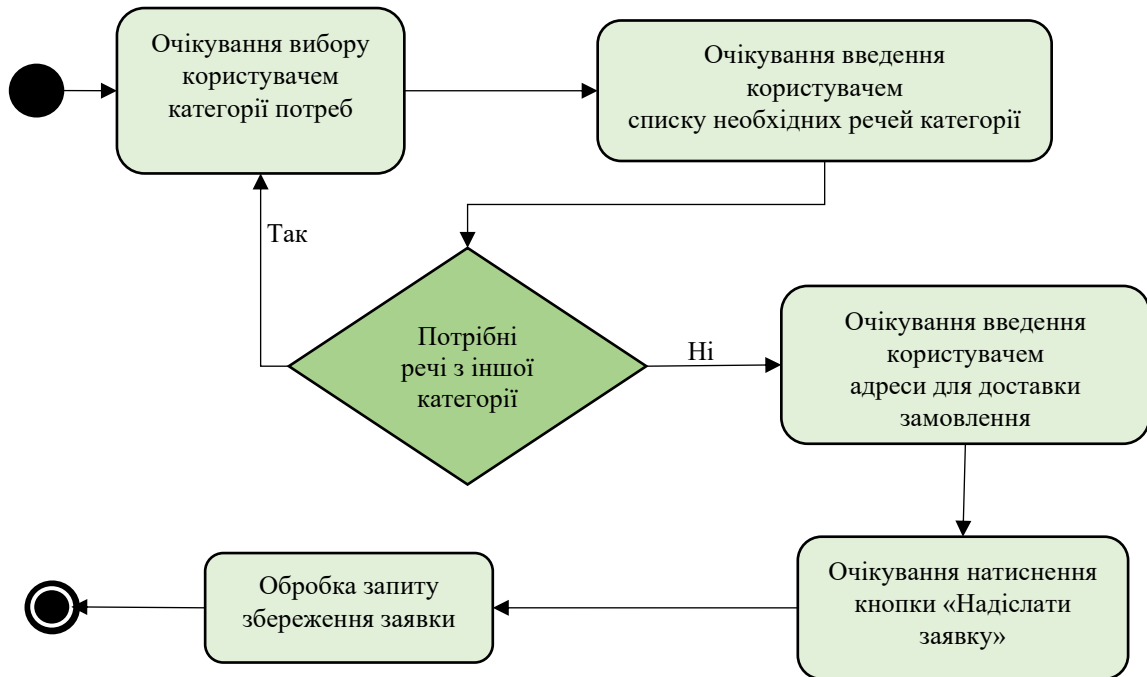 Очікування вибору
користувачем
категорії потреб
Очікування введення
користувачем
списку необхідних речей категорії
Так
Потрібні
речі з іншої
категорії
Ні
Очікування введення
користувачем
адреси для доставки
замовлення
Очікування натиснення
кнопки «Надіслати
заявку»
Обробка запиту
збереження заявки